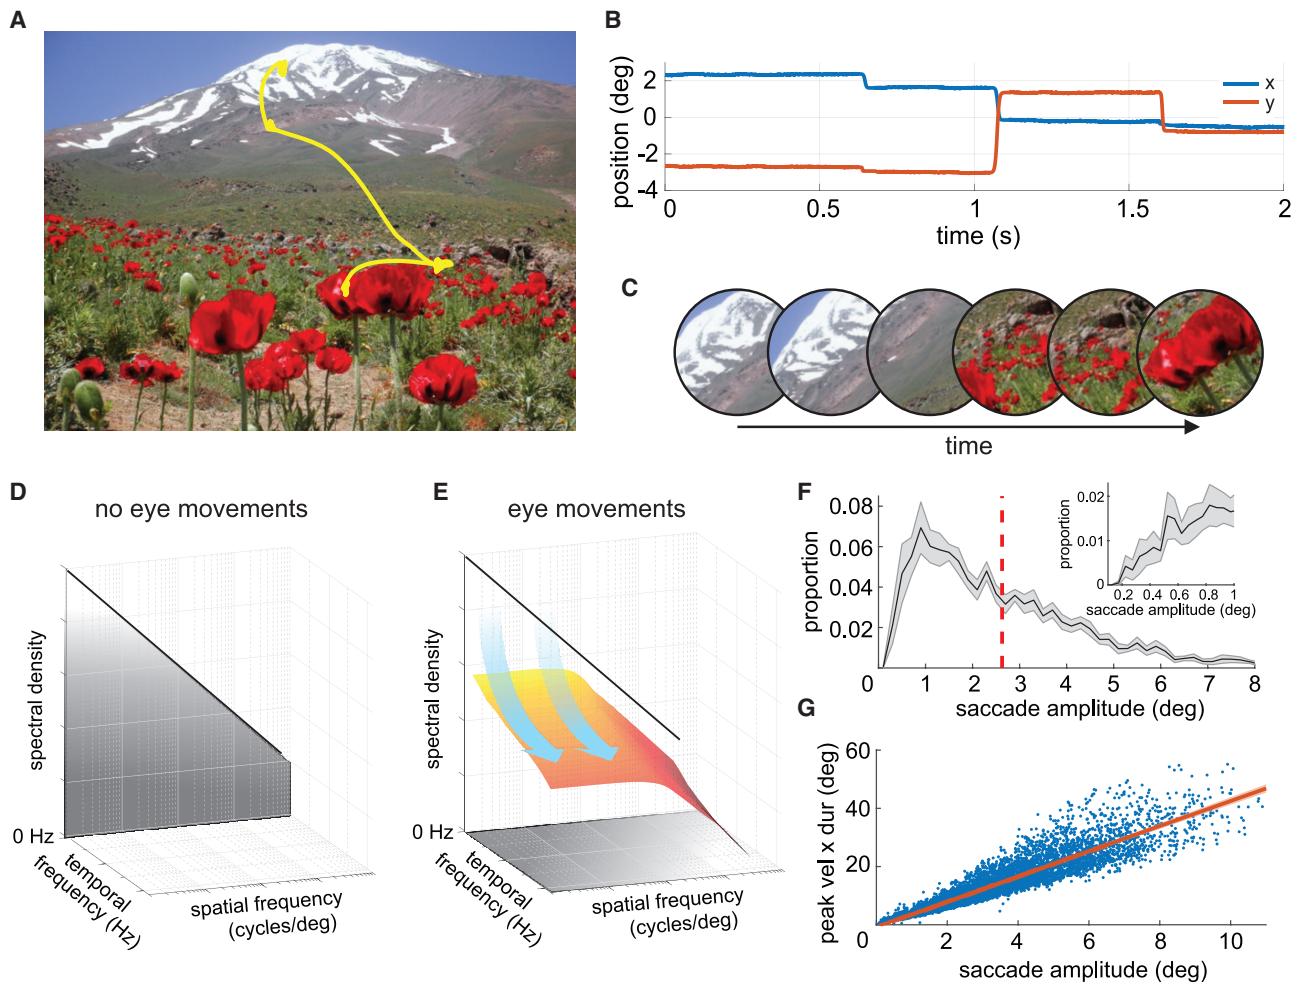 A
B
position (deg)
2
0
-2
-4
x
y
0
0.5
1
1.5
2
time (s)
C
time
D
no eye movements
spectral density
0 Hz
temporal
frequency (Hz)
spatial frequency
(cycles/deg)
E
eye movements
spectral density
0 Hz
temporal
frequency (Hz)
spatial frequency
(cycles/deg)
F
proportion
0.08
0.06
0.04
0.02
0
1
2
3
4
5
6
7
8
saccade amplitude (deg)
proportion
0.02
0.01
0
0.2
0.4
0.6
0.8
1
saccade amplitude (deg)
G
peak vel x dur (deg)
60
40
20
0
2
4
6
8
10
saccade amplitude (deg)